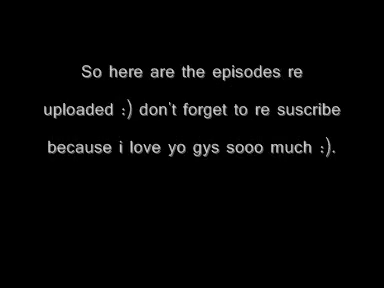 So here are the episodes re
uploaded :) don't forget to re suscribe
because i love yo gys sooo much :).